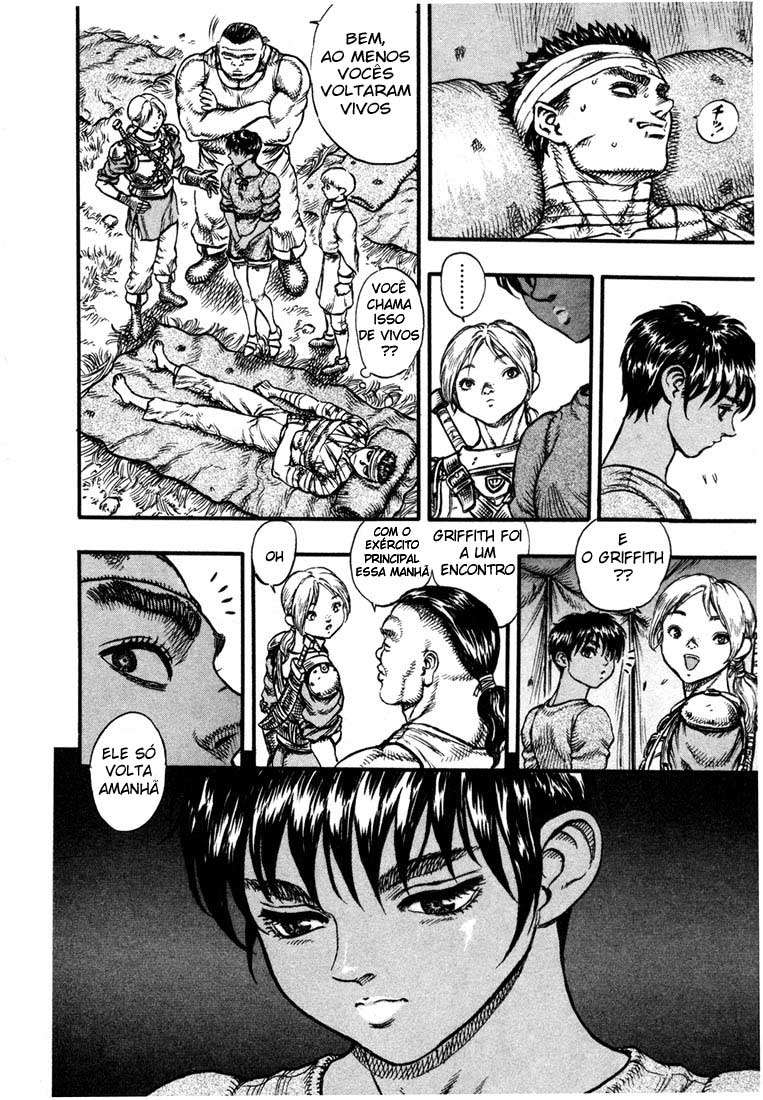 チッ!!
........
BEM,
AO MENOS
VOCÊS
VOLTARAM
VIVOS
VOCÊ
CHAMA
ISSO
DE VIVOS
??
E
O GRIFFITH
??
GRIFFITH FOI
A UM
ENCONTRO
COM O
EXÉRCITO
PRINCIPAL
ESSA MANHÃ
OH
ELE SÓ
VOLTA
AMANHÃ